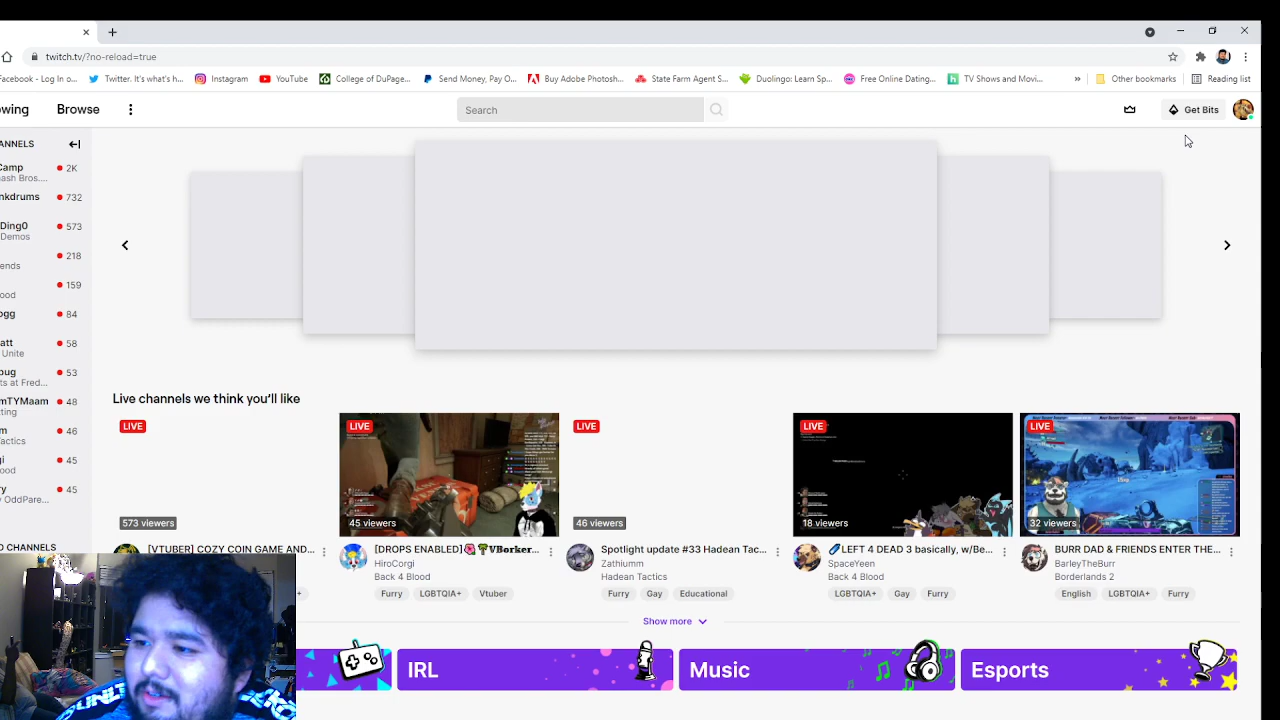 twitch.tv/?no-reload=true
Facebook - Log In o...
Twitter. It's what's h...
Instagram
YouTube
College of DuPage...
Send Money, Pay O...
Buy Adobe Photosh...
State Farm Agent S...
Duolingo: Learn Sp...
Free Online Dating...
TV Shows and Movi...
»
Other bookmarks
Reading list
wing
Browse
Search
Get Bits
ANNELS
Camp
2K
ash Bros....
nkdrums
732
Ding0
573
Demos
218
ends
159
ood
ogg
84
att
58
Unite
oug
53
ts at Fred...
mTYMaam
48
tting
m
46
actics
gi
45
ood
ry
45
OddPare...
D CHANNELS
Live channels we think you'll like
LIVE
573 viewers
[VTUBER] COZY COIN GAME AND...
LIVE
45 viewers
[DROPS ENABLED] VBorker...
HiroCorgi
Back 4 Blood
Furry
LGBTQIA+
Vtuber
LIVE
46 viewers
Spotlight update #33 Hadean Tac...
Zathiumm
Hadean Tactics
Furry
Gay
Educational
LIVE
18 viewers
LEFT 4 DEAD 3 basically, w/Be...
SpaceYeen
Back 4 Blood
LGBTQIA+
Gay
Furry
LIVE
32 viewers
BURR DAD & FRIENDS ENTER THE...
BarleyTheBurr
Borderlands 2
English
LGBTQIA+
Furry
Show more
IRL
Music
Esports